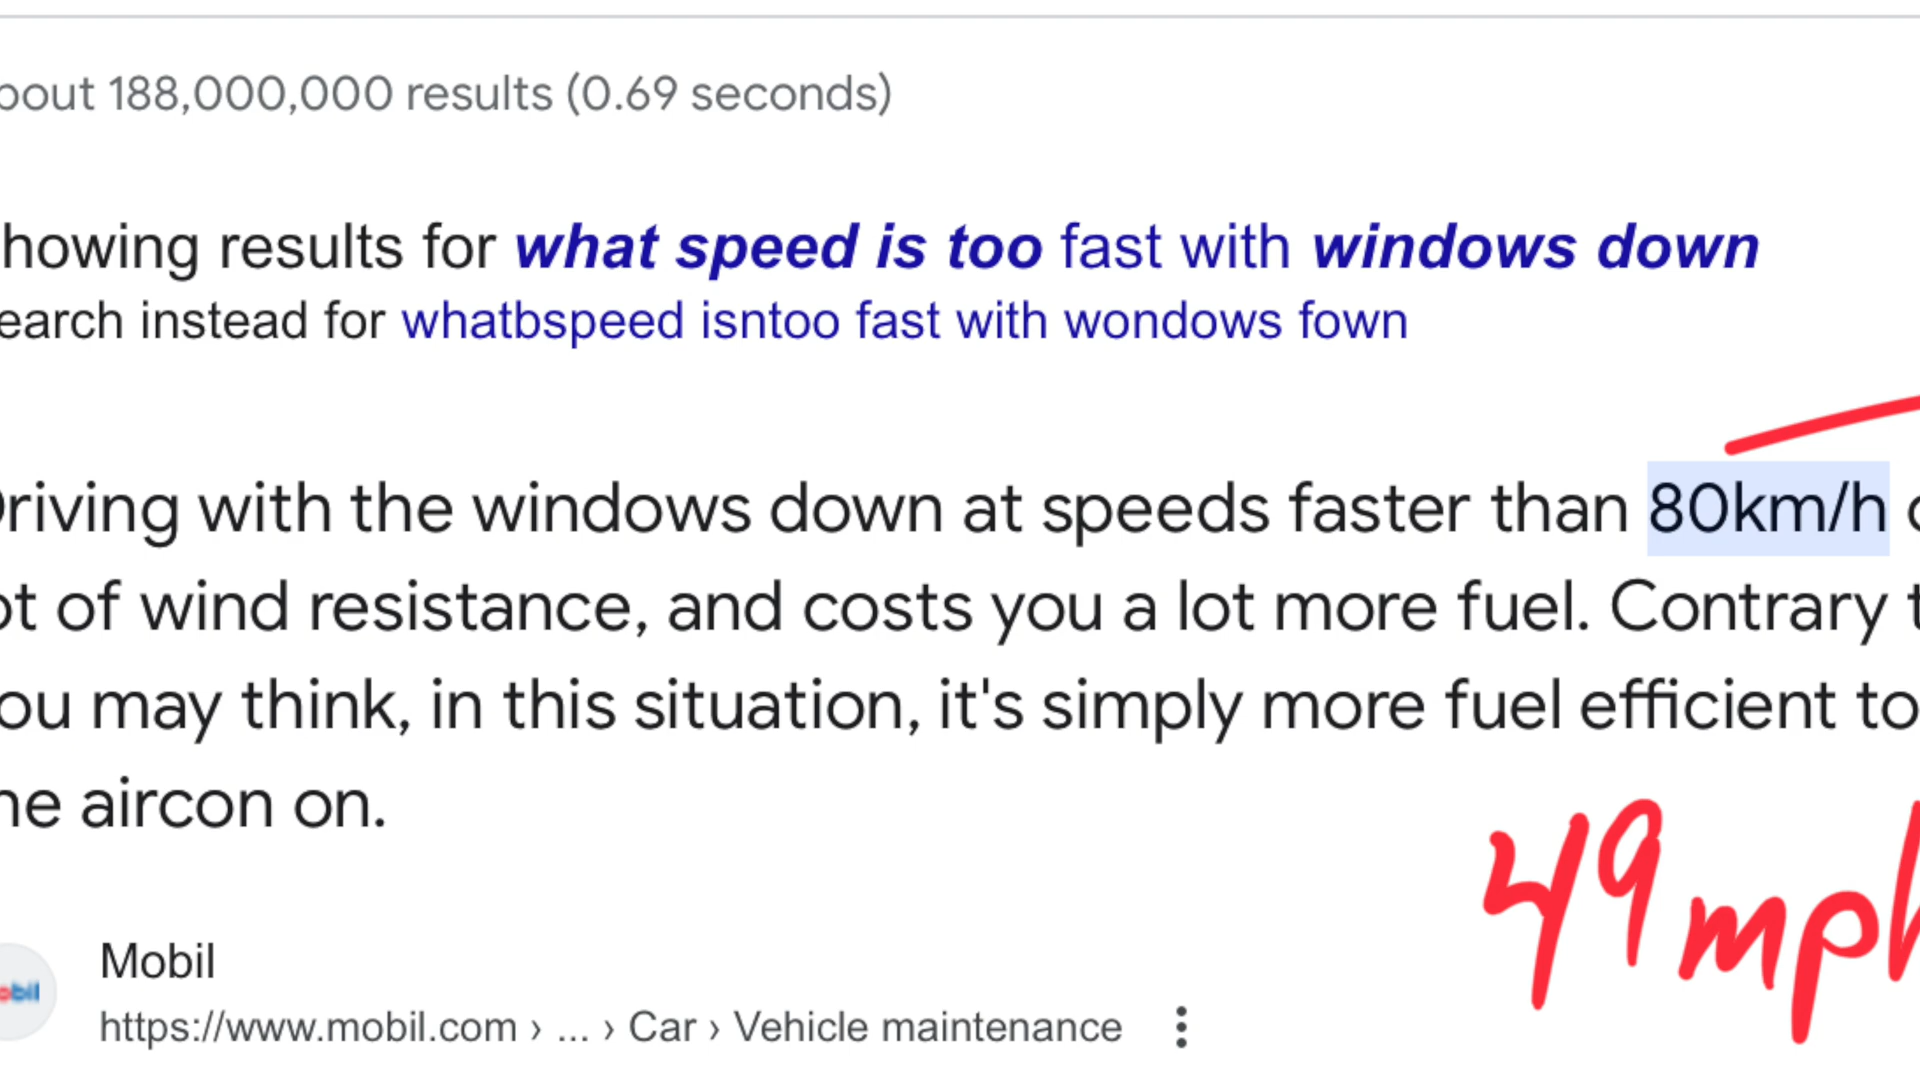 bout 188,000,000 results (0.69 seconds)
howing results for what speed is too fast with windows down
earch instead for whatbspeed isntoo fast with wondows fown
riving with the windows down at speeds faster than 80km/h
ot of wind resistance, and costs you a lot more fuel. Contrary t
ou may think, in this situation, it's simply more fuel efficient to
he aircon on.
49mph
Mobil
obil
https://www.mobil.com › ... › Car › Vehicle maintenance